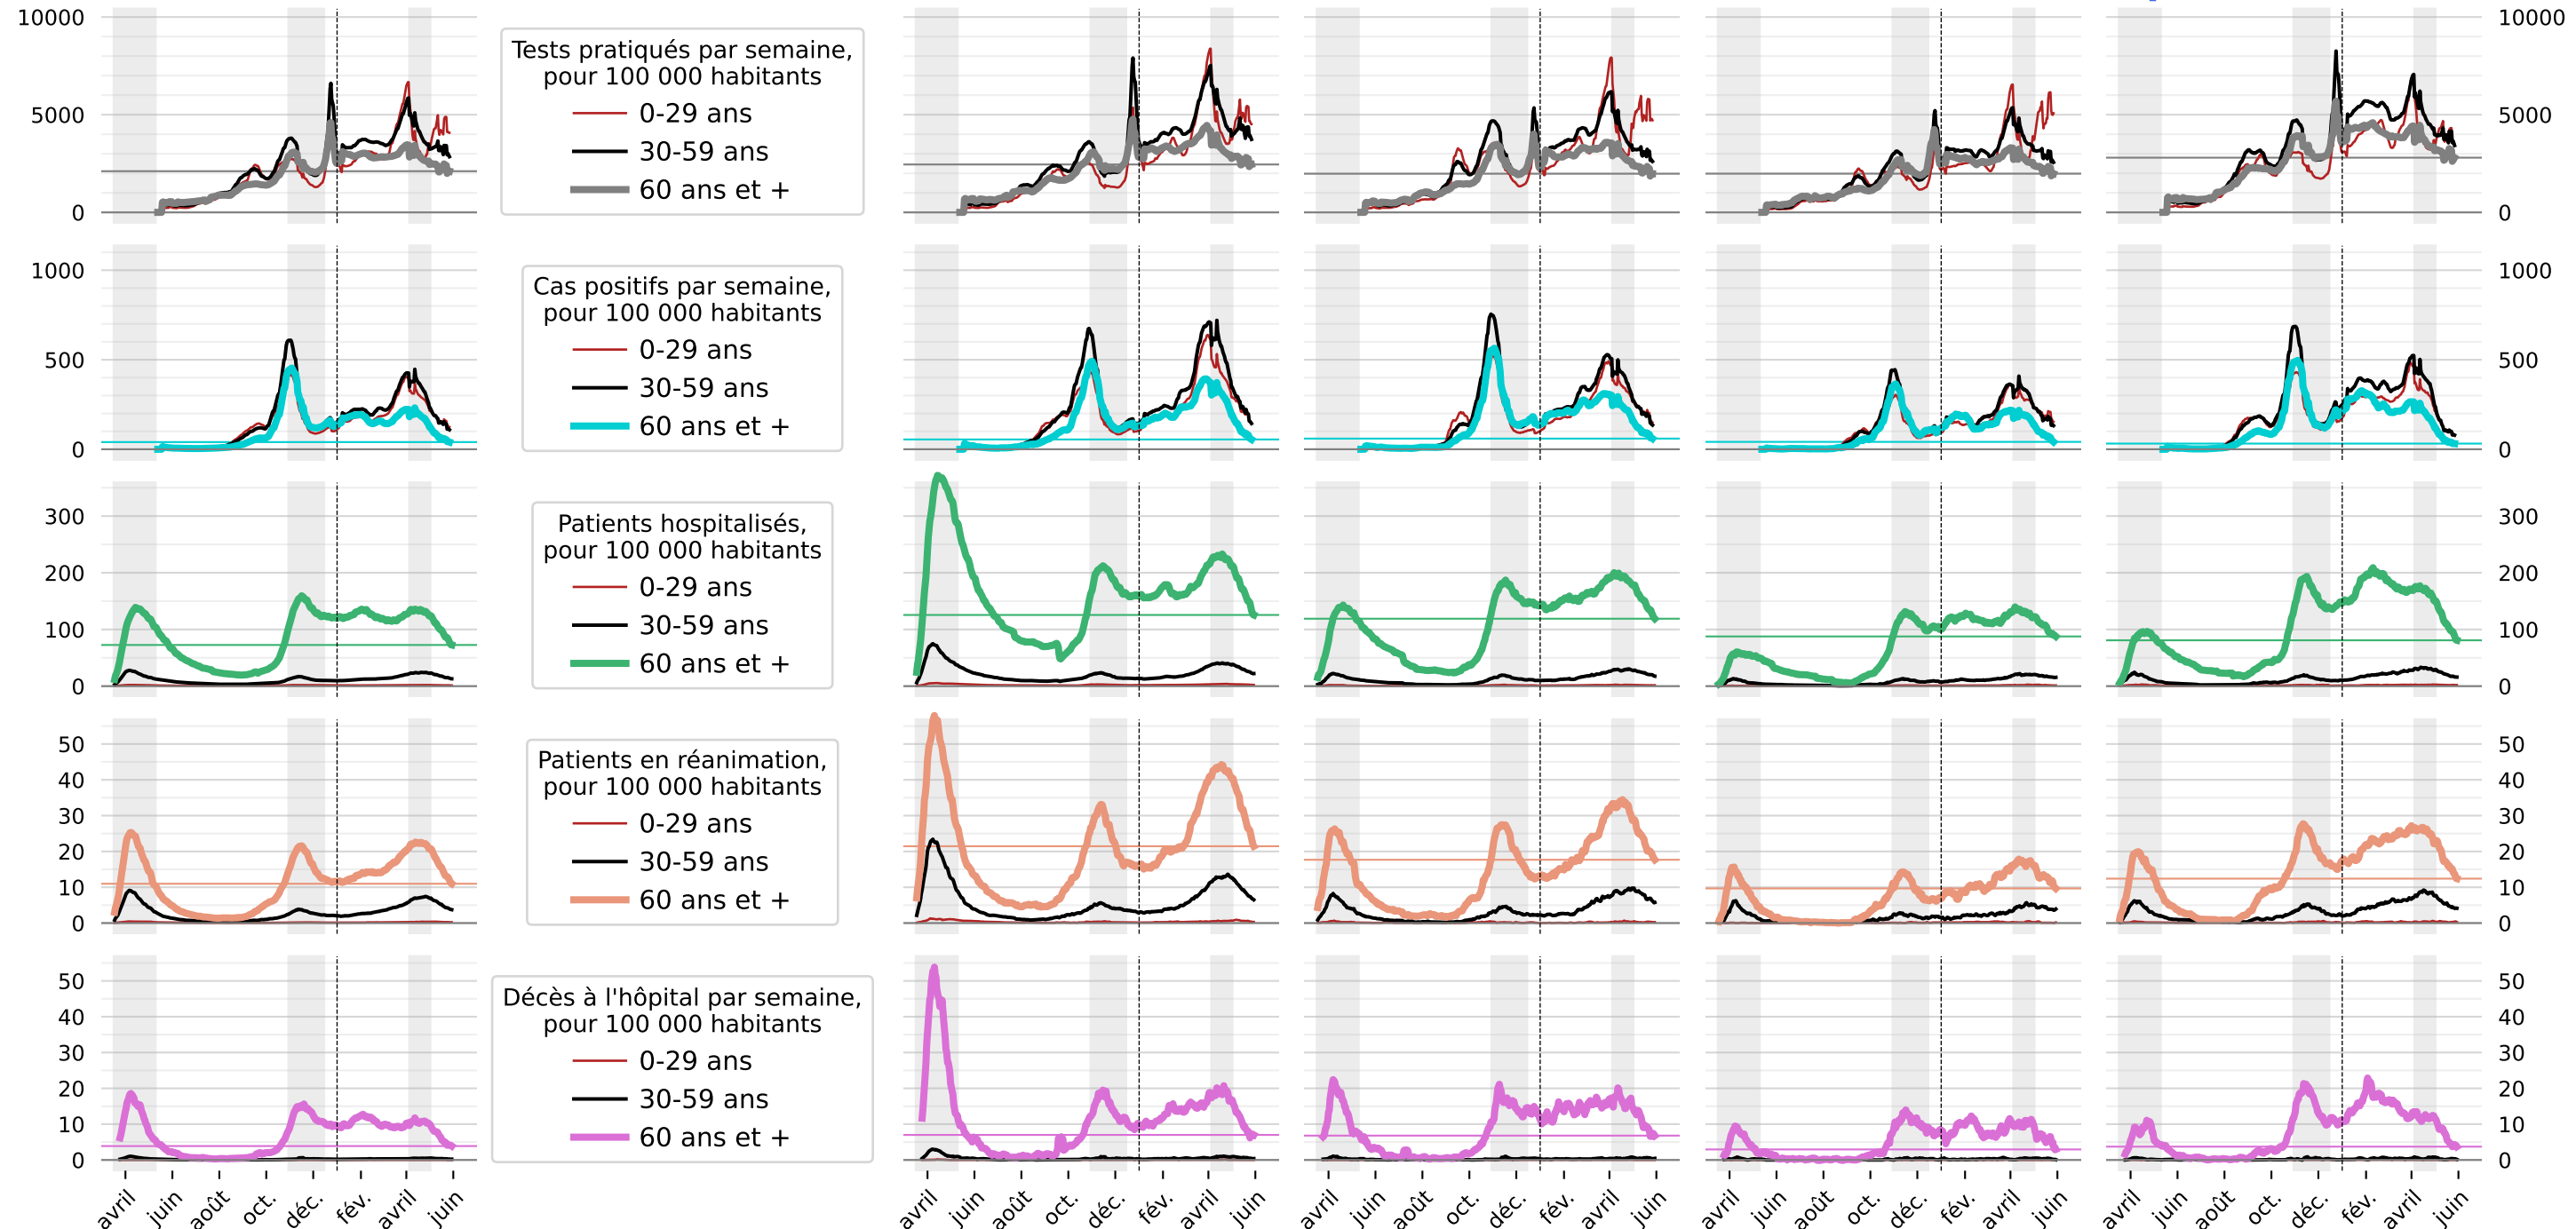 10000
5000
0
Tests pratiqués par semaine,
pour 100 000 habitants
0-29 ans
30-59 ans
60 ans et +
10000
5000
0
1000
500
0
Cas positifs par semaine,
pour 100 000 habitants
0-29 ans
30-59 ans
60 ans et +
1000
500
0
300
200
100
0
Patients hospitalisés,
pour 100 000 habitants
0-29 ans
30-59 ans
60 ans et +
300
200
100
0
50
40
30
20
10
0
Patients en réanimation,
pour 100 000 habitants
0-29 ans
30-59 ans
60 ans et +
50
40
30
20
10
0
50
40
30
20
10
0
Décès à l'hôpital par semaine,
pour 100 000 habitants
0-29 ans
30-59 ans
60 ans et +
50
40
30
20
10
0
avril juin août oct. déc. fév. avril juin
avril juin août oct. déc. fév. avril juin
avril juin août oct. déc. fév. avril juin
avril juin août oct. déc. fév. avril juin
avril juin août oct. déc. fév. avril juin